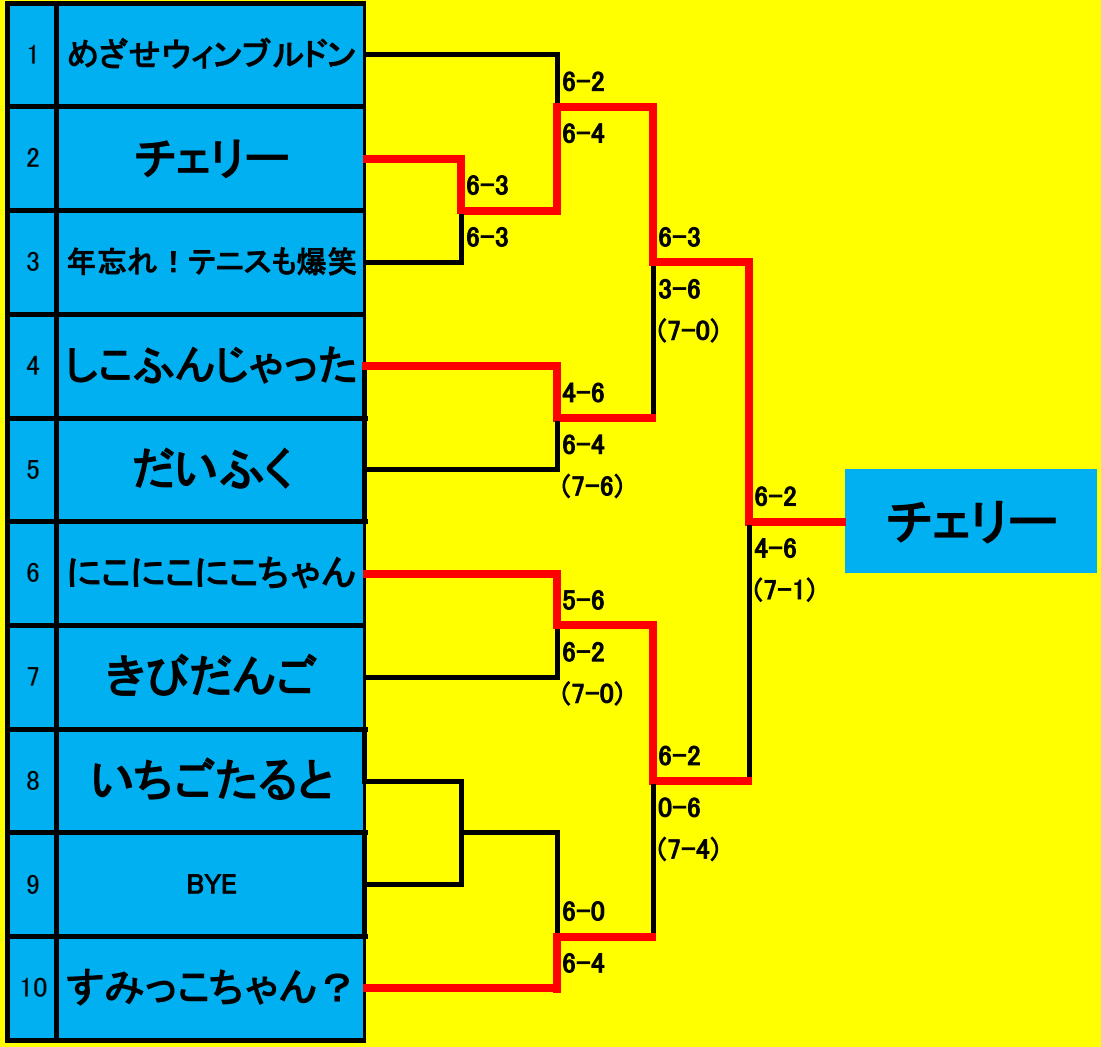 1 めざせウィンブルドン
6-2
2 チェリー
6-4
6-3
3 年忘れ！テニスも爆笑
6-3
6-3
3-6
(7-0)
4 しこふんじゃった
4-6
5 だいふく
6-4
(7-6)
6-2
チェリー
4-6
(7-1)
6 にこにこにこちゃん
5-6
7 きびだんご
6-2
(7-0)
8 いちごたると
6-2
0-6
(7-4)
9 BYE
6-0
10 すみっこちゃん？
6-4